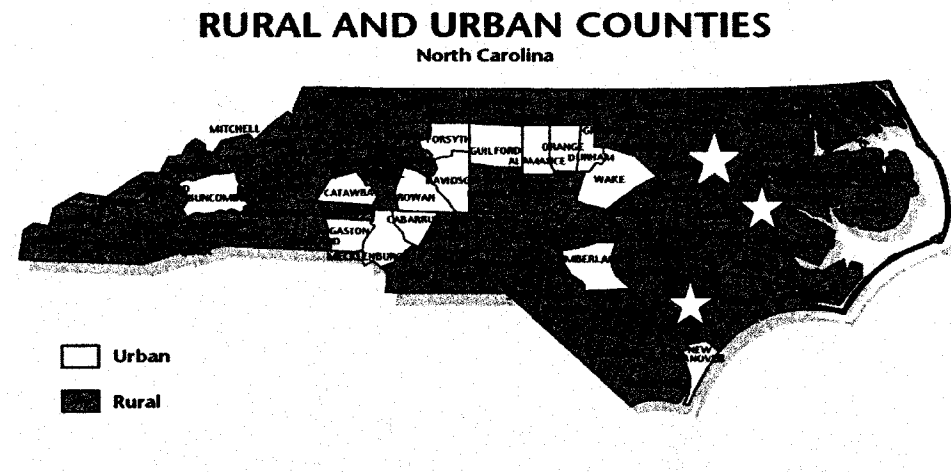 RURAL AND URBAN COUNTIES
North Carolina
MITCHELL
FORSYTH
GUILFORD
ORANGE
DURHAM
WAKE
CATAWBA
ROWAN
CABARRUS
GASTON
MECKLENBURG
NEW
Urban
Rural